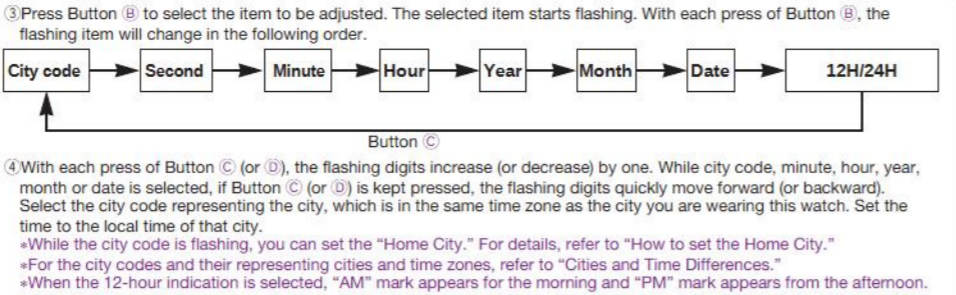 ③Press Button Ⓑ to select the item to be adjusted. The selected item starts flashing. With each press of Button Ⓑ, the
flashing item will change in the following order.
City code Second Minute Hour Year Month Date 12H/24H
Button Ⓒ
④With each press of Button Ⓒ (or Ⓓ), the flashing digits increase (or decrease) by one. While city code, minute, hour, year,
month or date is selected, if Button Ⓒ (or Ⓓ) is kept pressed, the flashing digits quickly move forward (or backward).
Select the city code representing the city, which is in the same time zone as the city you are wearing this watch. Set the
time to the local time of that city.
*While the city code is flashing, you can set the “Home City.” For details, refer to “How to set the Home City.”
*For the city codes and their representing cities and time zones, refer to “Cities and Time Differences.”
*When the 12-hour indication is selected, “AM” mark appears for the morning and “PM” mark appears from the afternoon.